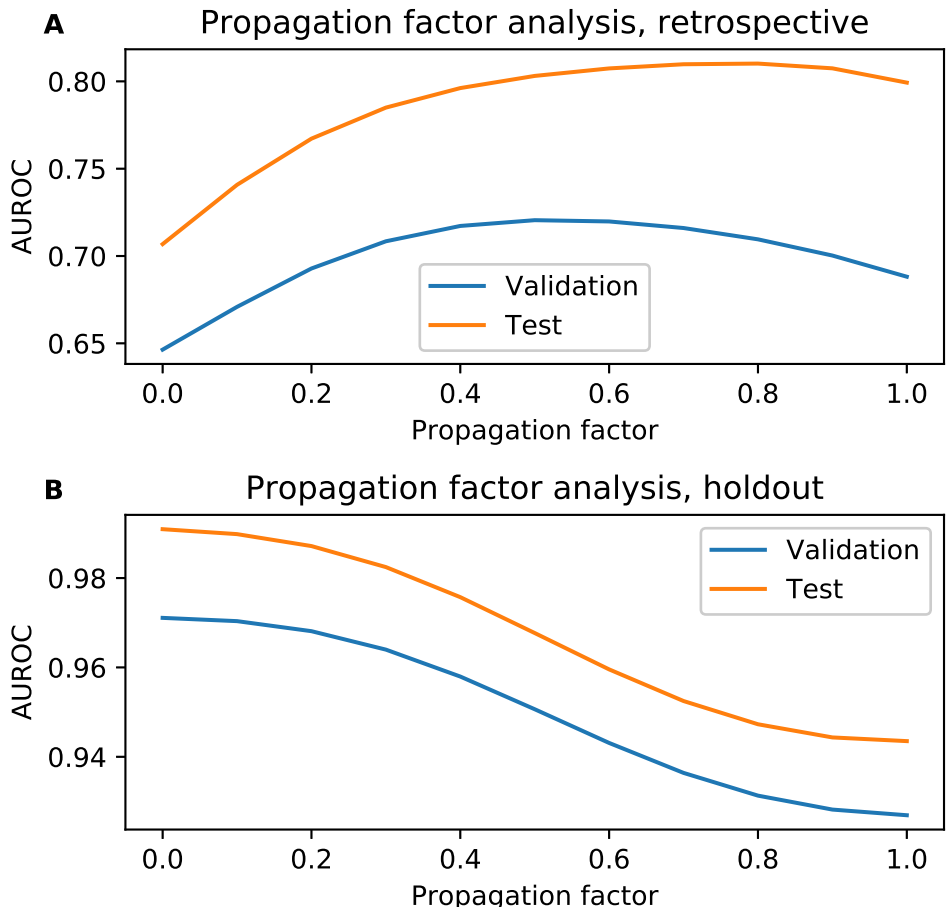 A Propagation factor analysis, retrospective
AUROC
0.80
0.75
0.70
0.65
Validation
Test
0.0 0.2 0.4 0.6 0.8 1.0
Propagation factor
B Propagation factor analysis, holdout
AUROC
0.98
0.96
0.94
Validation
Test
0.0 0.2 0.4 0.6 0.8 1.0
Propagation factor